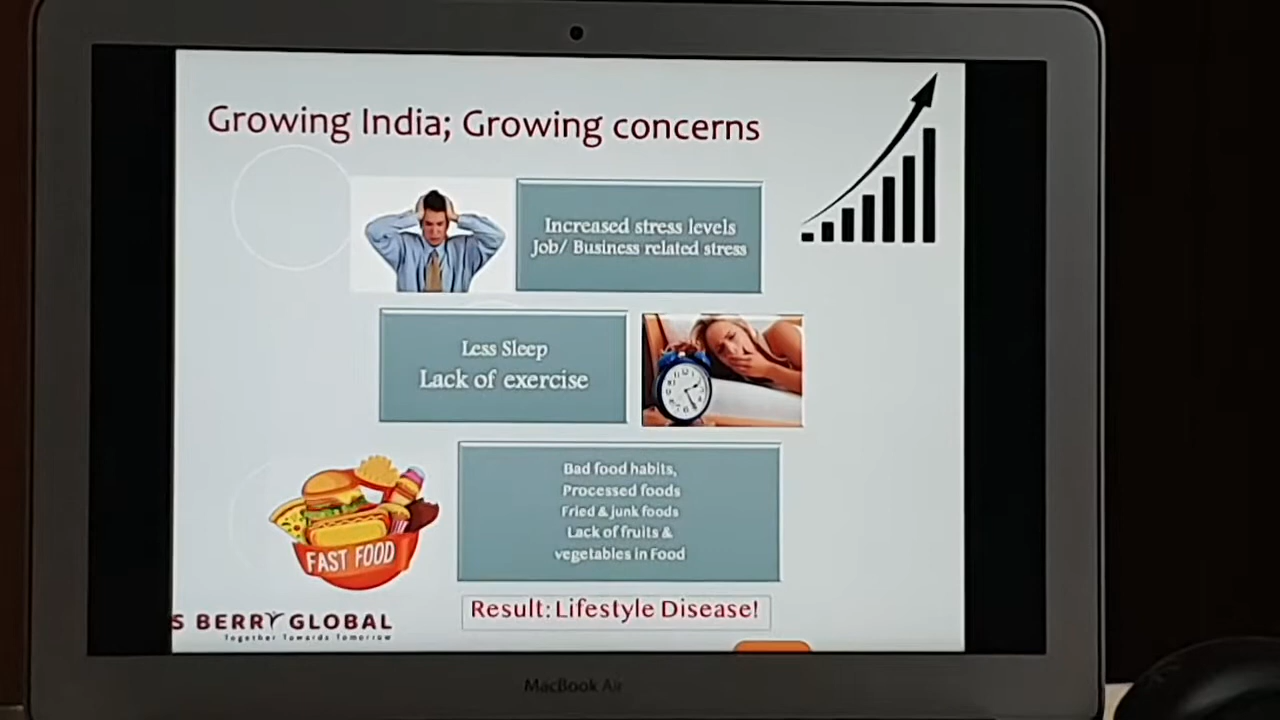 Growing India; Growing concerns
Increased stress levels
Job/ Business related stress
Less Sleep
Lack of exercise
Bad food habits,
Processed foods
Fried & junk foods
Lack of fruits &
vegetables in Food
FAST FOOD
Result: Lifestyle Disease!
S BERRY GLOBAL
Together Towards Tomorrow
MacBook Air